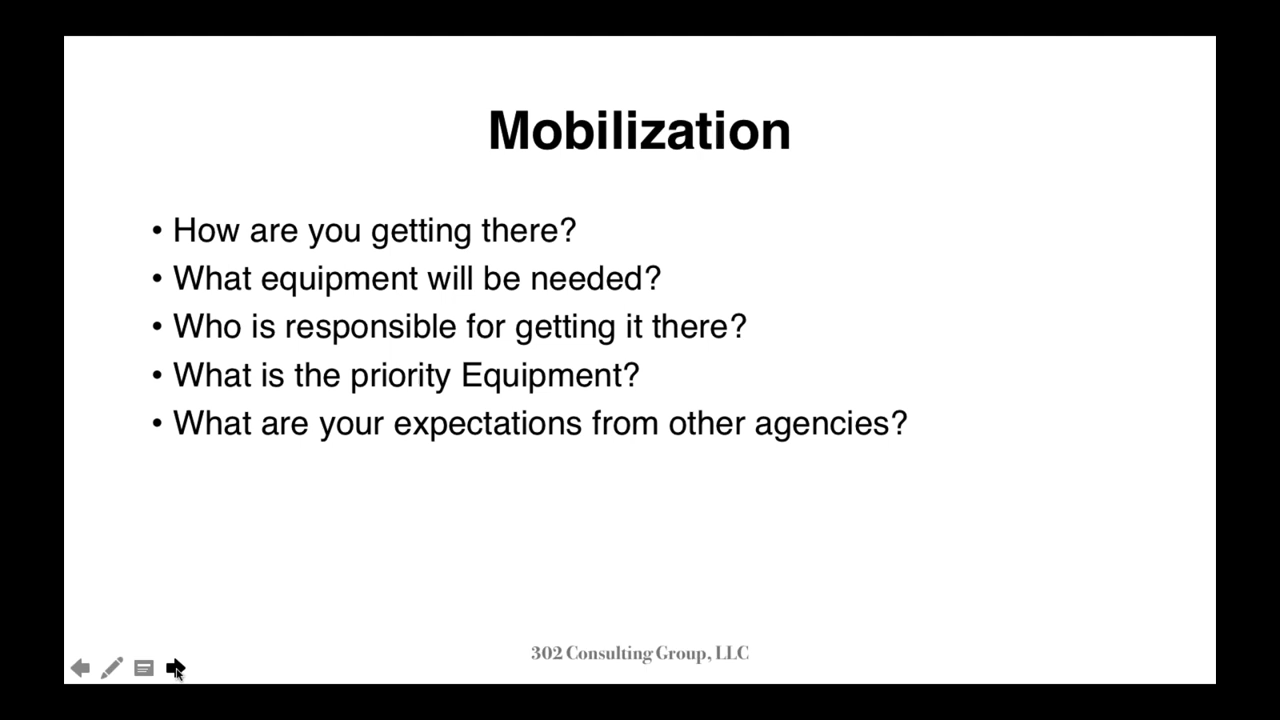 Mobilization
• How are you getting there?
• What equipment will be needed?
• Who is responsible for getting it there?
• What is the priority Equipment?
• What are your expectations from other agencies?
302 Consulting Group, LLC